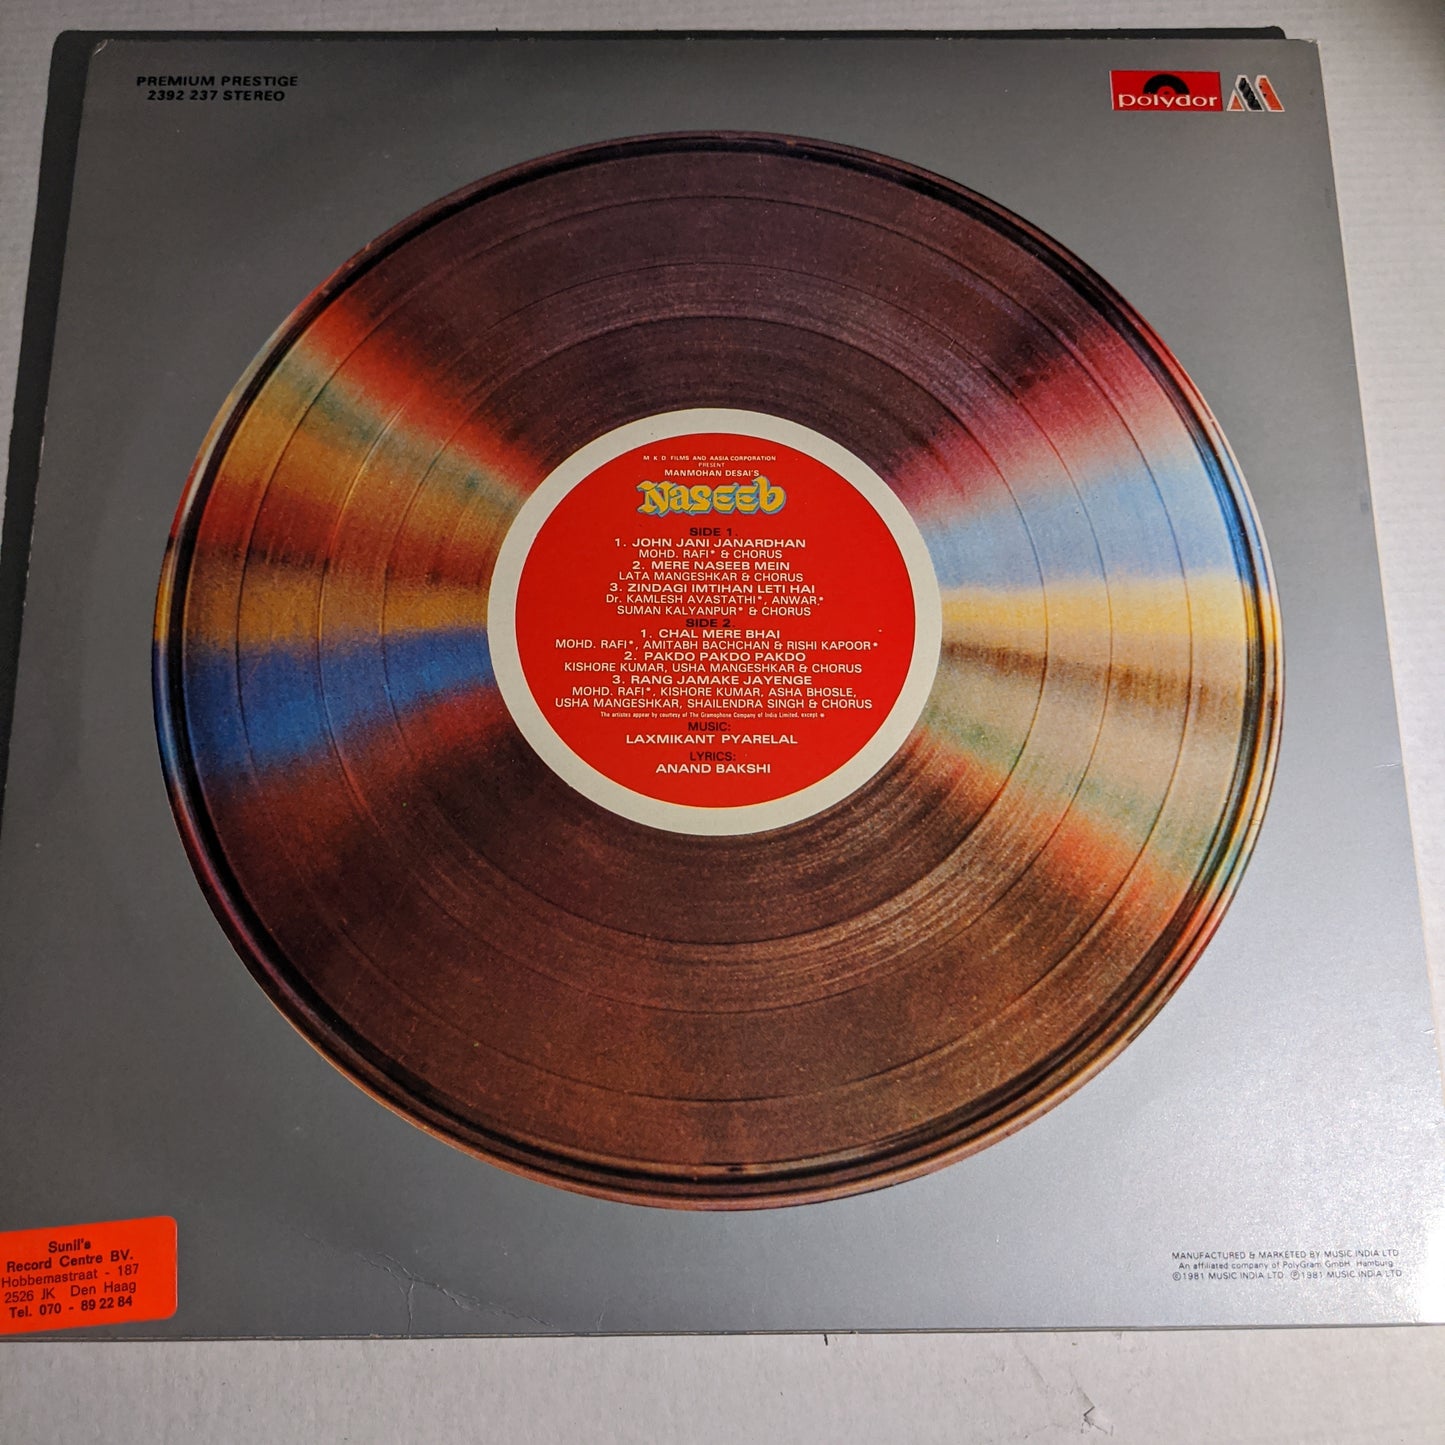 PREMIUM PRESTIGE
2392 237 STEREO
polydor
M K D FILMS AND AASIA CORPORATION
PRESENT
MANMOHAN DESAI'S
NASEEb
SIDE 1.
1. JOHN JANI JANARDHAN
MOHD. RAFI* & CHORUS
2. MERE NASEEB MEIN
LATA MANGESHKAR & CHORUS
3. ZINDAGI IMTIHAN LETI HAI
Dr. KAMLESH AVASTATHI*, ANWAR,*
SUMAN KALYANPUR* & CHORUS
SIDE 2.
1. CHAL MERE BHAI
MOHD. RAFI*, AMITABH BACHCHAN & RISHI KAPOOR*
2. PAKDO PAKDO PAKDO
KISHORE KUMAR, USHA MANGESHKAR & CHORUS
3. RANG JAMAKE JAYENGE
MOHD. RAFI*, KISHORE KUMAR, ASHA BHOSLE,
USHA MANGESHKAR, SHAILENDRA SINGH & CHORUS
The artistes appear by courtesy of The Gramophone Company of India Limited, except *
MUSIC:
LAXMIKANT PYARELAL
LYRICS:
ANAND BAKSHI
Sunil's
Record Centre BV.
Hobbemastraat - 187
2526 JK Den Haag
Tel. 070 - 89 22 84
MANUFACTURED & MARKETED BY MUSIC INDIA LTD
An affiliated company of PolyGram GmbH, Hamburg
©1981 MUSIC INDIA LTD. ℗1981 MUSIC INDIA LTD